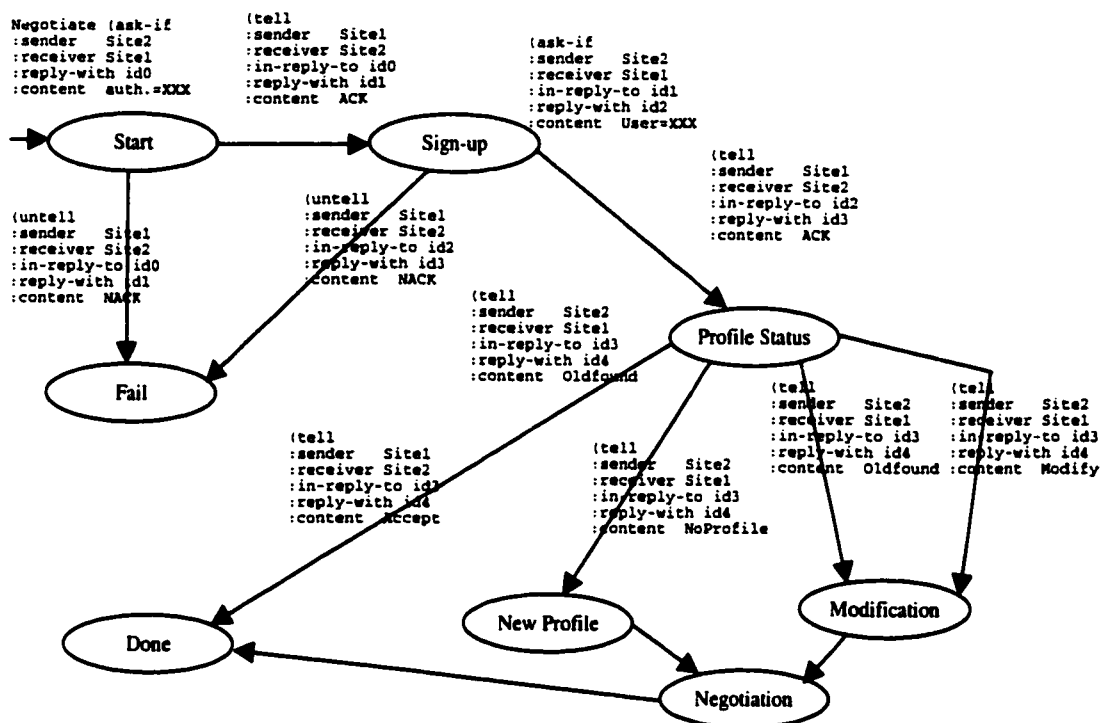 Negotiate (ask-if
:sender Site2
:receiver Site1
:reply-with id0
:content auth.=XXX
(tell
:sender Site1
:receiver Site2
:in-reply-to id0
:reply-with id1
:content ACK
(ask-if
:sender Site2
:receiver Site1
:in-reply-to id1
:reply-with id2
:content User=XXX
Start
Sign-up
(tell
:sender Site1
:receiver Site2
:in-reply-to id2
:reply-with id3
:content ACK
(untell
:sender Site1
:receiver Site2
:in-reply-to id0
:reply-with id1
:content NACK
(untell
:sender Site1
:receiver Site2
:in-reply-to id2
:reply-with id3
:content NACK
(tell
:sender Site2
:receiver Site1
:in-reply-to id3
:reply-with id4
:content Oldfound
Profile Status
Fail
(tell
:sender Site2
:receiver Site1
:in-reply-to id3
:reply-with id4
:content Oldfound
(tell
:sender Site2
:receiver Site1
:in-reply-to id3
:reply-with id4
:content Modify
(tell
:sender Site1
:receiver Site2
:in-reply-to
:reply-with id4
:content Accept
(tell
:sender Site2
:receiver Site1
:in-reply-to id3
:reply-with id4
:content NoProfile
Done
New Profile
Modification
Negotiation